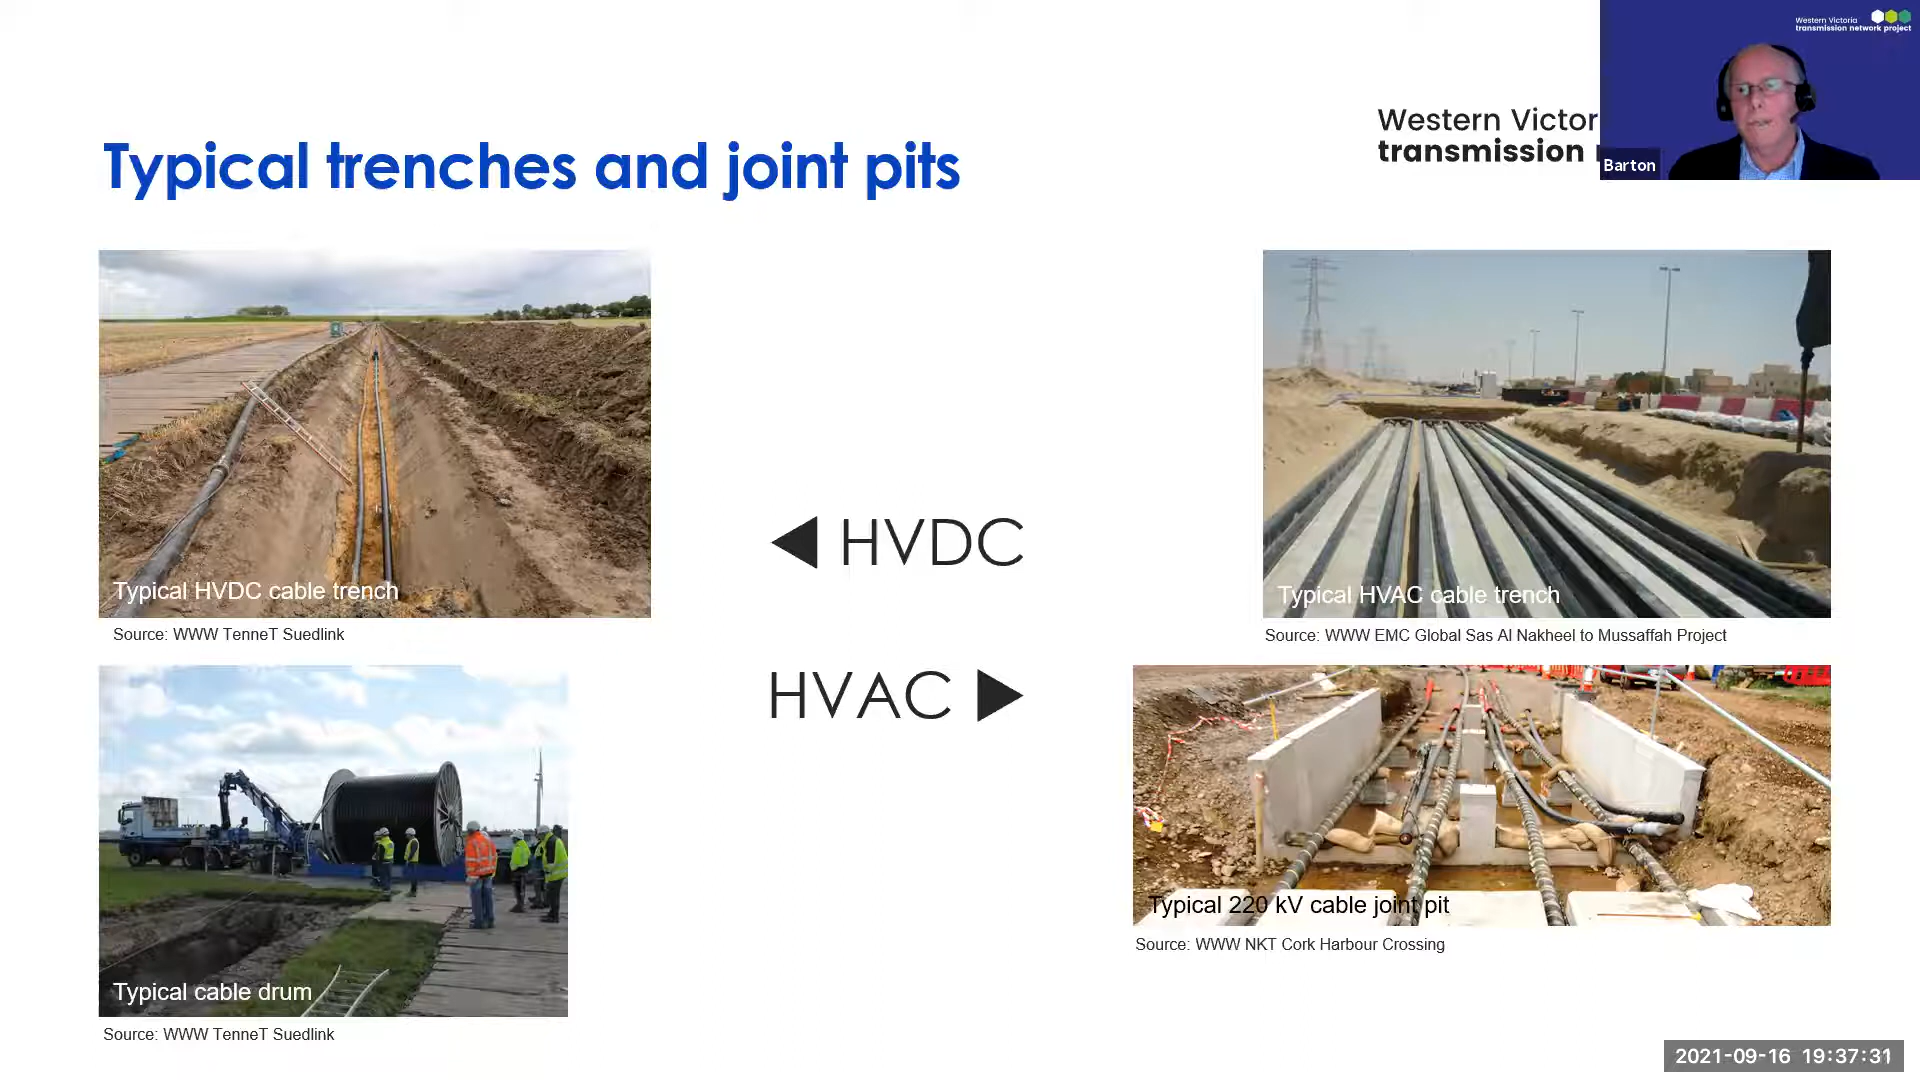 Western Victoria
transmission network project
Western Victor
transmission
Barton
Typical trenches and joint pits
Typical HVDC cable trench
Source: WWW TenneT Suedlink
Typical HVAC cable trench
Source: WWW EMC Global Sas Al Nakheel to Mussaffah Project
HVDC
HVAC
Typical cable drum
Source: WWW TenneT Suedlink
Typical 220 kV cable joint pit
Source: WWW NKT Cork Harbour Crossing
2021-09-16 19:37:31